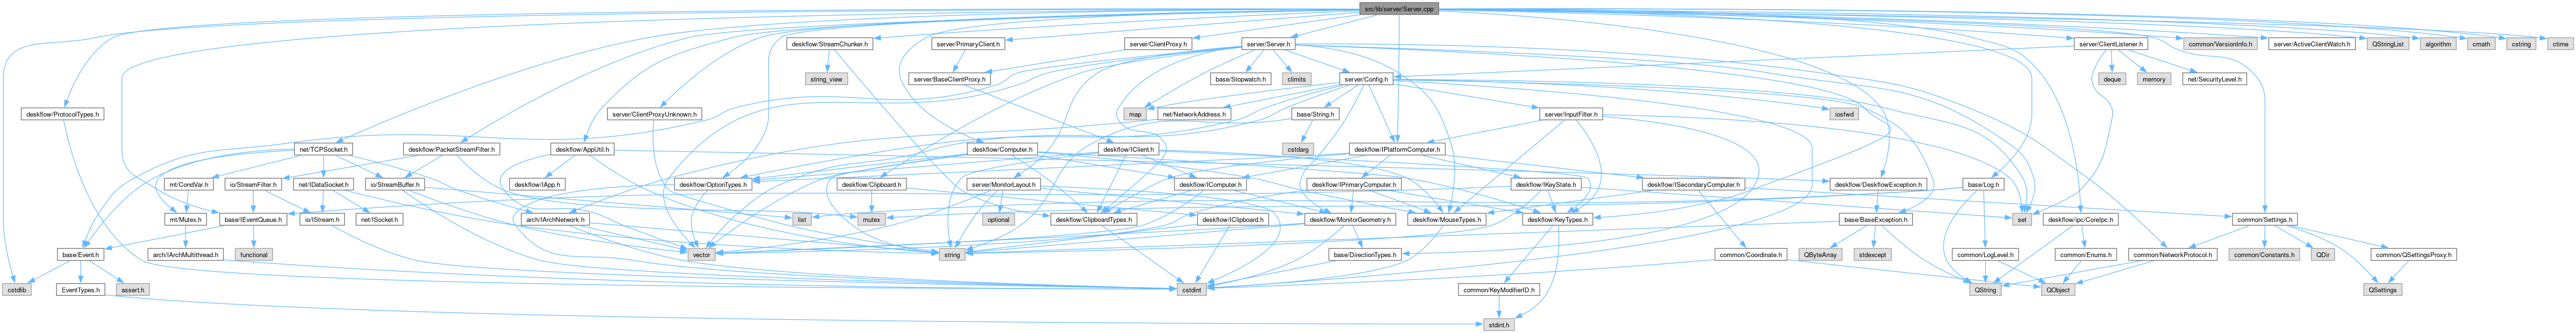 src/lib/server/Server.cpp
deskflow/StreamChunker.h
server/PrimaryClient.h
server/ClientProxy.h
server/Server.h
server/ClientListener.h
common/VersionInfo.h
server/ActiveClientWatch.h
QStringList
algorithm
cmath
cstring
ctime
string_view
server/BaseClientProxy.h
base/Stopwatch.h
climits
server/Config.h
deque
memory
net/SecurityLevel.h
deskflow/ProtocolTypes.h
server/ClientProxyUnknown.h
map
net/NetworkAddress.h
base/String.h
server/InputFilter.h
iosfwd
net/TCPSocket.h
deskflow/PacketStreamFilter.h
deskflow/AppUtil.h
deskflow/Computer.h
deskflow/IClient.h
cstdarg
deskflow/IPlatformComputer.h
mt/CondVar.h
io/StreamFilter.h
net/IDataSocket.h
io/StreamBuffer.h
deskflow/IApp.h
deskflow/OptionTypes.h
deskflow/Clipboard.h
server/MonitorLayout.h
deskflow/IComputer.h
deskflow/IPrimaryComputer.h
deskflow/IKeyState.h
deskflow/ISecondaryComputer.h
deskflow/DeskflowException.h
base/Log.h
mt/Mutex.h
base/IEventQueue.h
io/IStream.h
net/ISocket.h
arch/IArchNetwork.h
list
mutex
optional
deskflow/ClipboardTypes.h
deskflow/IClipboard.h
deskflow/MonitorGeometry.h
deskflow/MouseTypes.h
deskflow/KeyTypes.h
base/BaseException.h
set
deskflow/ipc/CoreIpc.h
common/Settings.h
base/Event.h
arch/IArchMultithread.h
functional
vector
string
base/DirectionTypes.h
common/Coordinate.h
QByteArray
stdexcept
common/LogLevel.h
common/Enums.h
common/NetworkProtocol.h
common/Constants.h
QDir
common/QSettingsProxy.h
cstdlib
EventTypes.h
assert.h
cstdint
common/KeyModifierID.h
QString
QObject
QSettings
stdint.h